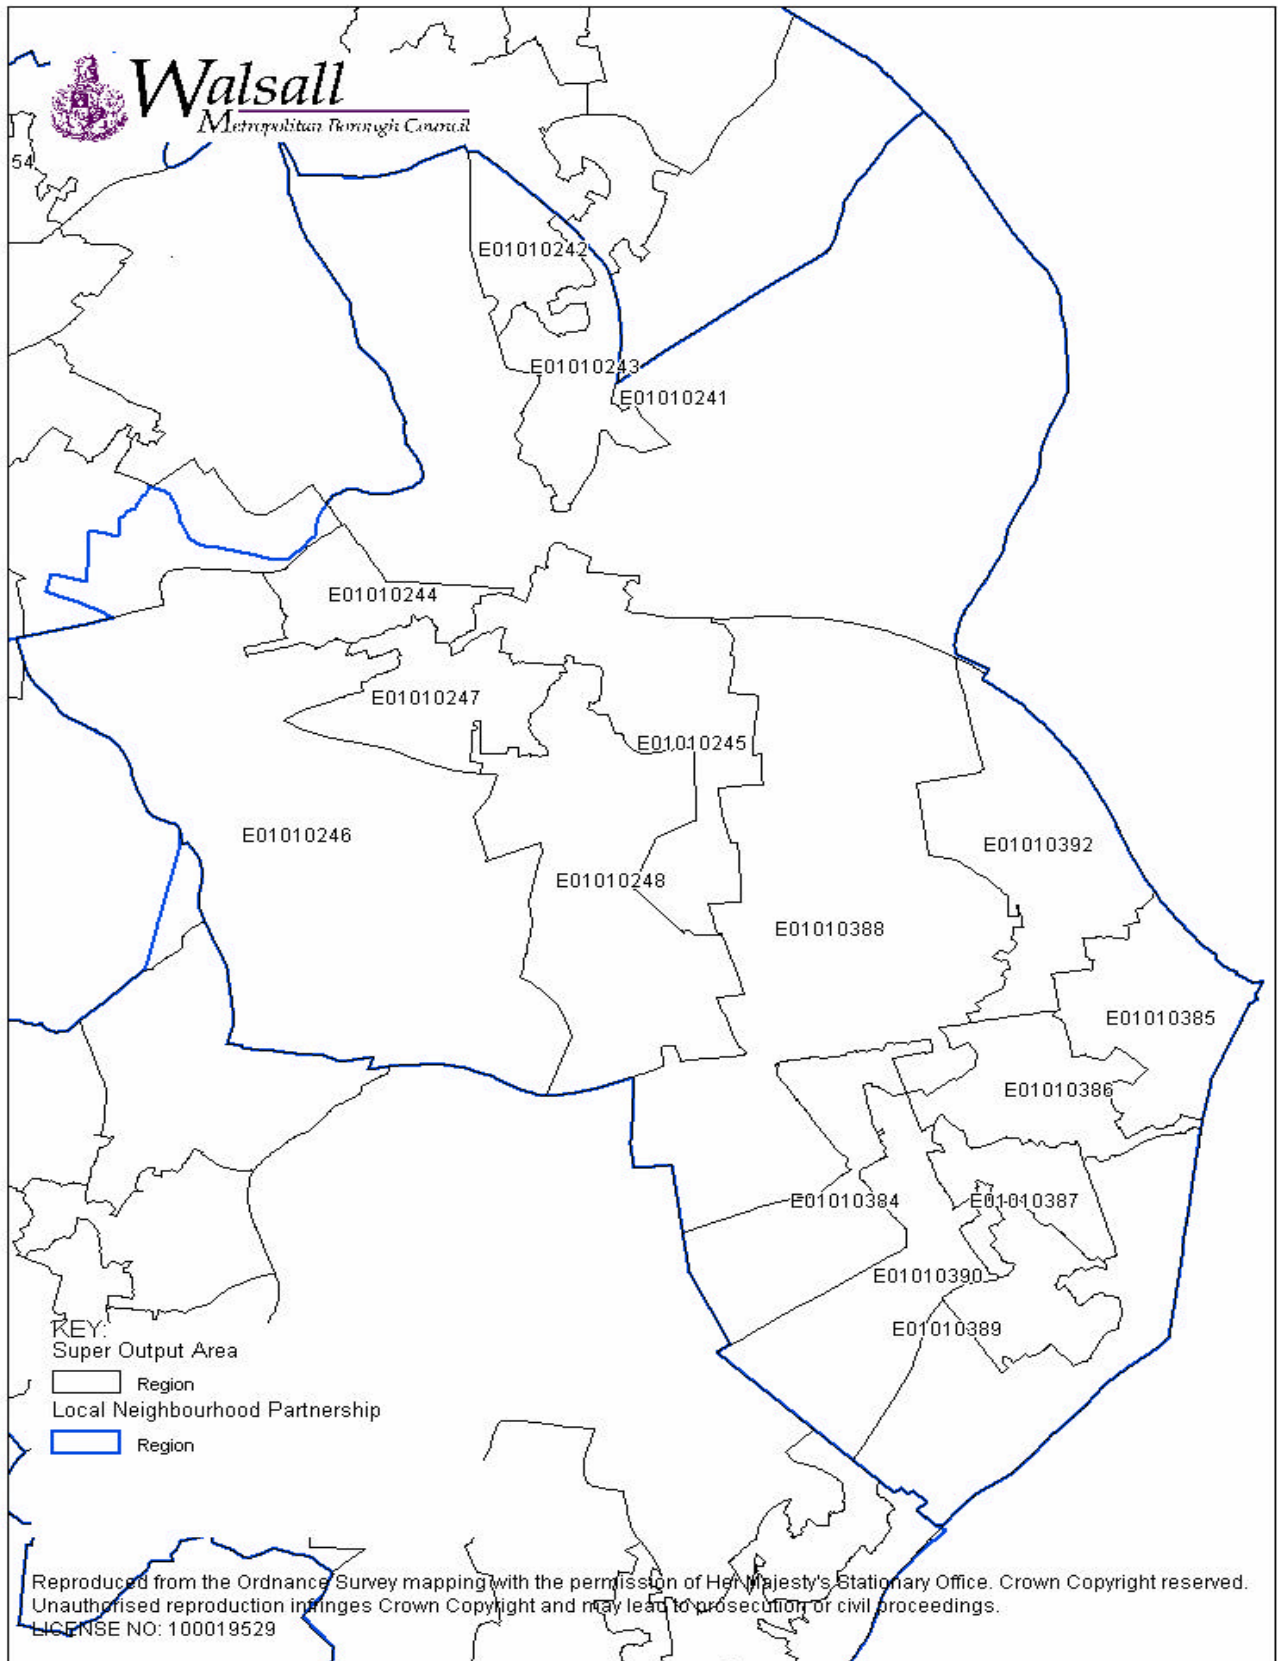 Walsall
Metropolitan Borough Council
54
E01010242
E01010243
E01010241
E01010244
E01010247
E01010245
E01010246
E01010392
E01010248
E01010388
E01010385
E01010386
E01010384
E01010387
E01010390
E01010389
KEY:
Super Output Area
Region
Local Neighbourhood Partnership
Region
Reproduced from the Ordnance Survey mapping with the permission of Her Majesty's Stationary Office. Crown Copyright reserved.
Unauthorised reproduction infringes Crown Copyright and may lead to prosecution or civil proceedings.
LICENSE NO: 100019529